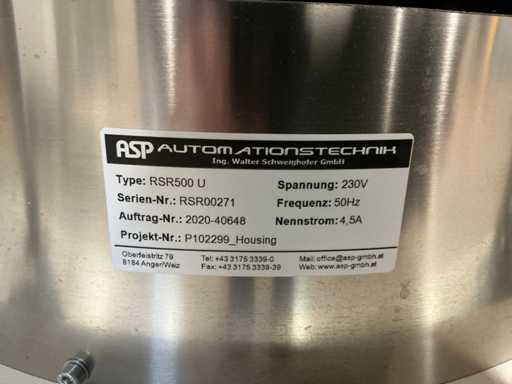 ASP AUTOMATIONSTECHNIK
Ing. Walter Schweighofer GmbH
Type: RSR500 U Spannung: 230V
Serien-Nr.: RSR00271 Frequenz: 50Hz
Auftrag-Nr.: 2020-40648 Nennstrom: 4,5A
Projekt-Nr.: P102299_Housing
Oberfeistritz 79 Tel: +43 3175 3339-0 Mail: office@asp-gmbh.at
8184 Anger/Weiz Fax: +43 3175 3339-39 Web: www.asp-gmbh.at